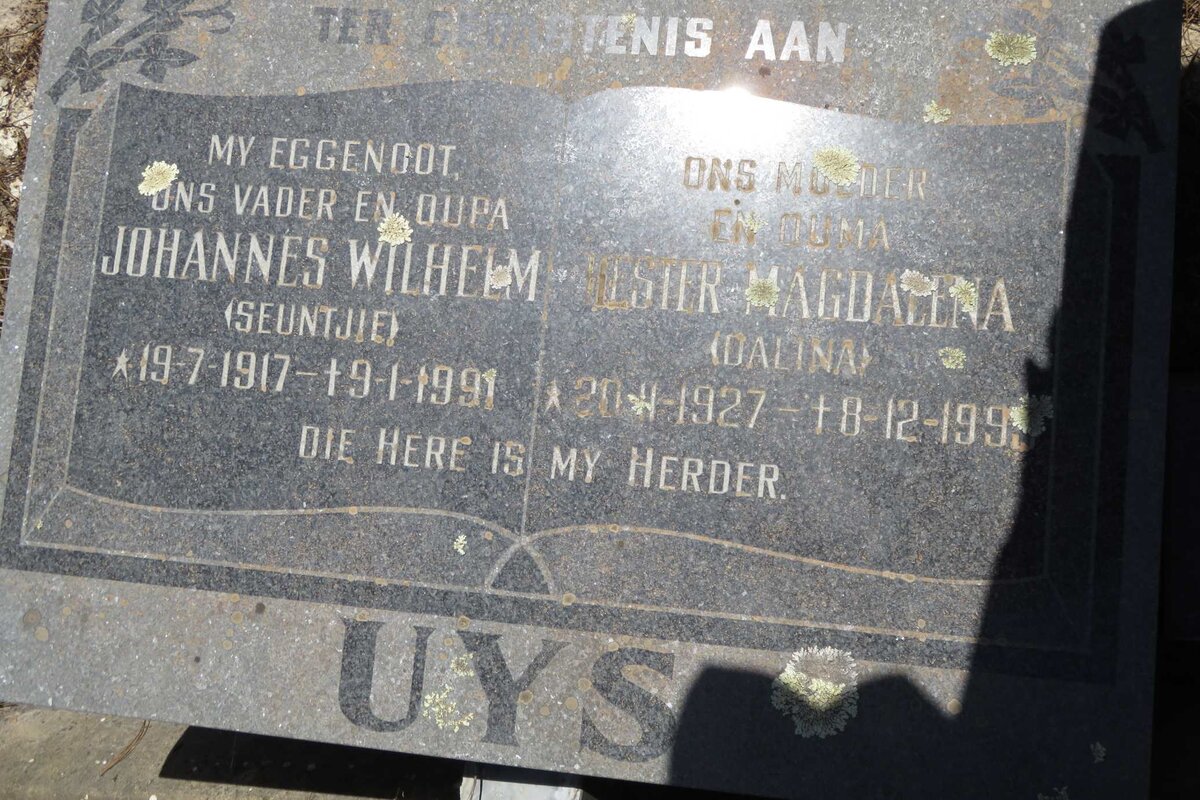 TER GEDAGTENIS AAN
MY EGGENOOT,
ONS VADER EN OUPA
JOHANNES WILHELM
(SEUNTJIE)
★19-7-1917-†9-1-1991
ONS MOEDER
EN OUMA
HESTER MAGDALENA
(DALINA)
DIE HERE IS MY HERDER.
UYS